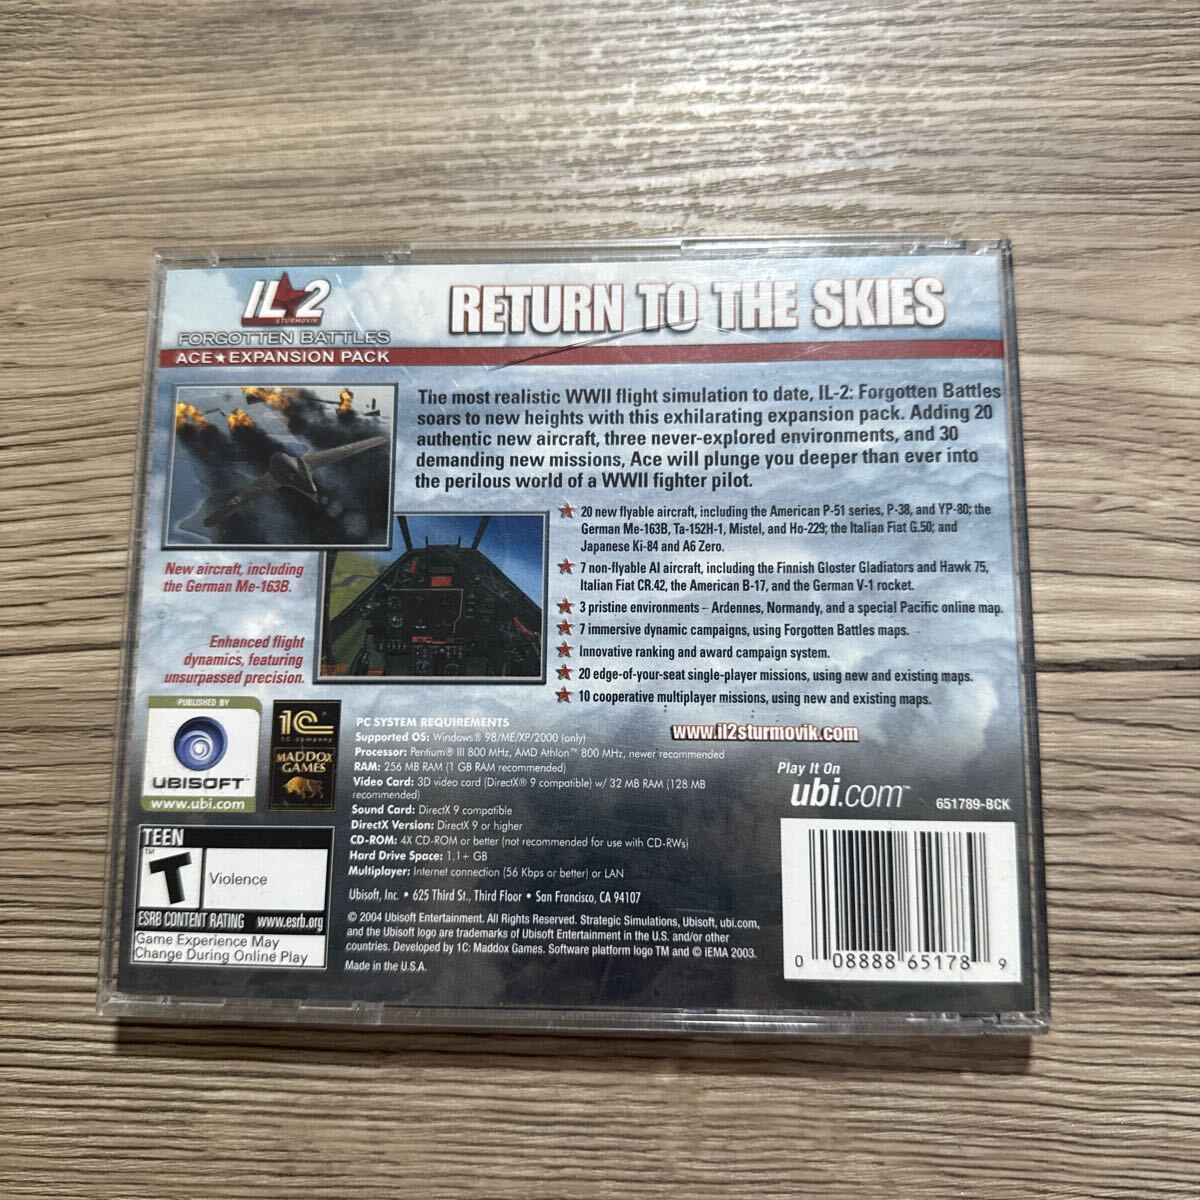 IL★2
STURMOVIK
FORGOTTEN BATTLES
ACE★EXPANSION PACK
RETURN TO THE SKIES
The most realistic WWII flight simulation to date, IL-2: Forgotten Battles
soars to new heights with this exhilarating expansion pack. Adding 20
authentic new aircraft, three never-explored environments, and 30
demanding new missions, Ace will plunge you deeper than ever into
the perilous world of a WWII fighter pilot.
New aircraft, including
the German Me-163B.
Enhanced flight
dynamics, featuring
unsurpassed precision.
★ 20 new flyable aircraft, including the American P-51 series, P-38, and YP-80; the
German Me-163B, Ta-152H-1, Mistel, and Ho-229; the Italian Fiat G.50; and
Japanese Ki-84 and A6 Zero.
★ 7 non-flyable AI aircraft, including the Finnish Gloster Gladiators and Hawk 75,
Italian Fiat CR.42, the American B-17, and the German V-1 rocket.
★ 3 pristine environments – Ardennes, Normandy, and a special Pacific online map.
★ 7 immersive dynamic campaigns, using Forgotten Battles maps.
★ Innovative ranking and award campaign system.
★ 20 edge-of-your-seat single-player missions, using new and existing maps.
★ 10 cooperative multiplayer missions, using new and existing maps.
www.il2sturmovik.com
PUBLISHED BY
UBISOFT
www.ubi.com
1C
1C company
MADDOX
GAMES
PC SYSTEM REQUIREMENTS
Supported OS: Windows® 98/ME/XP/2000 (only)
Processor: Pentium® III 800 MHz, AMD Athlon™ 800 MHz, newer recommended
RAM: 256 MB RAM (1 GB RAM recommended)
Video Card: 3D video card (DirectX® 9 compatible) w/ 32 MB RAM (128 MB
recommended)
Sound Card: DirectX 9 compatible
DirectX Version: DirectX 9 or higher
CD-ROM: 4X CD-ROM or better (not recommended for use with CD-RWs)
Hard Drive Space: 1.1+ GB
Multiplayer: Internet connection (56 Kbps or better) or LAN
Play It On
ubi.com™
651789-BCK
TEEN
T
™
Violence
ESRB CONTENT RATING www.esrb.org
Game Experience May
Change During Online Play
Ubisoft, Inc. • 625 Third St., Third Floor • San Francisco, CA 94107
© 2004 Ubisoft Entertainment. All Rights Reserved. Strategic Simulations, Ubisoft, ubi.com,
and the Ubisoft logo are trademarks of Ubisoft Entertainment in the U.S. and/or other
countries. Developed by 1C: Maddox Games. Software platform logo TM and © IEMA 2003.
Made in the U.S.A.
0 08888 65178 9